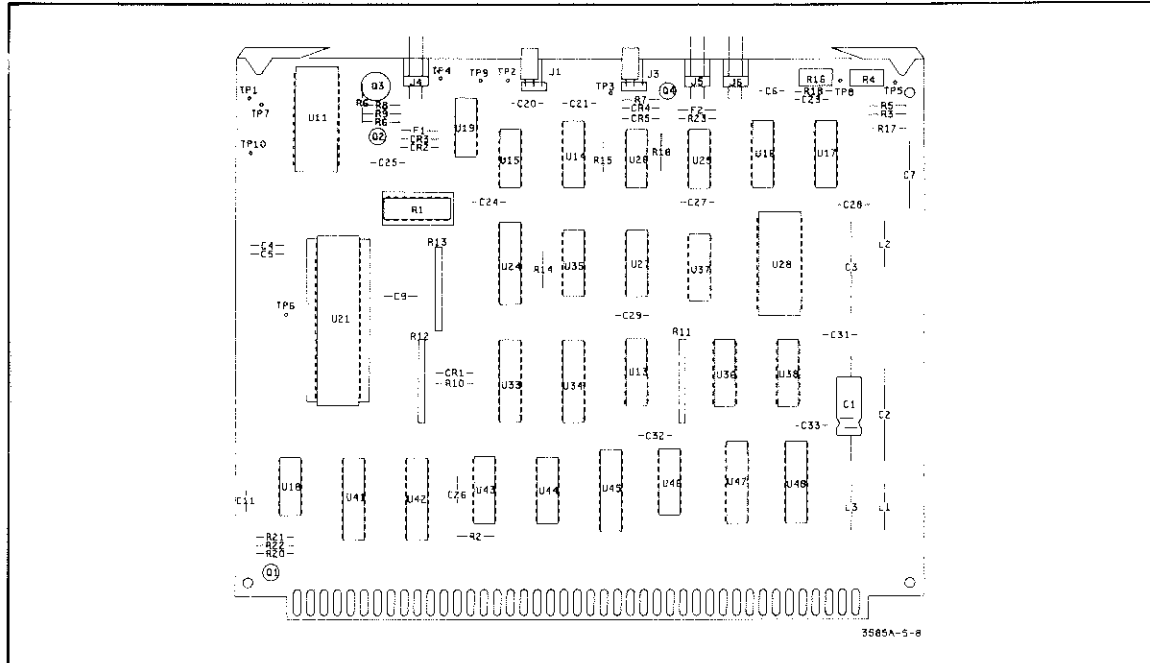 TP4 TP9 TP2 J1 J3 J5 J6
Q3 J4 TP3 Q4 R16 R4
TP1 TP7 U11 R8 R9 R6 C20 C21 R7 CR4 CR5 C6 R18 C23 TP8 TP5
Q2 F1 CR3 CR2 U19 F2 R23 R5 R3 R17
TP10 C25 U15 U14 R15 U26 U25 U16 U17 C7
R1 C24 C27 C28
C4 C5 R13 U24 R14 U35 U27 U37 U28 C3 L2
TP6 U21 C9 C29
R12 R11 C31
CR1 R10 U33 U34 U13 U36 U38 C1 C2
C32 C33
C11 U18 U41 U42 C26 U43 U44 U45 U46 U47 U48 L3 L1
R21 R22 R20 R2
Q1
3585A-S-8